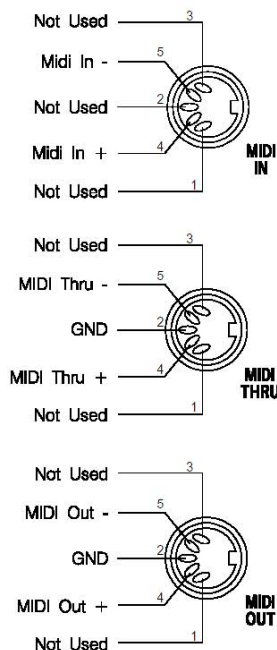 Not Used 3
Midi In - 5
Not Used 2
Midi In + 4
MIDI
IN
Not Used 1
Not Used 3
MIDI Thru - 5
GND 2
MIDI Thru + 4
MIDI
THRU
Not Used 1
Not Used 3
MIDI Out - 5
GND 2
MIDI Out + 4
MIDI
OUT
Not Used 1